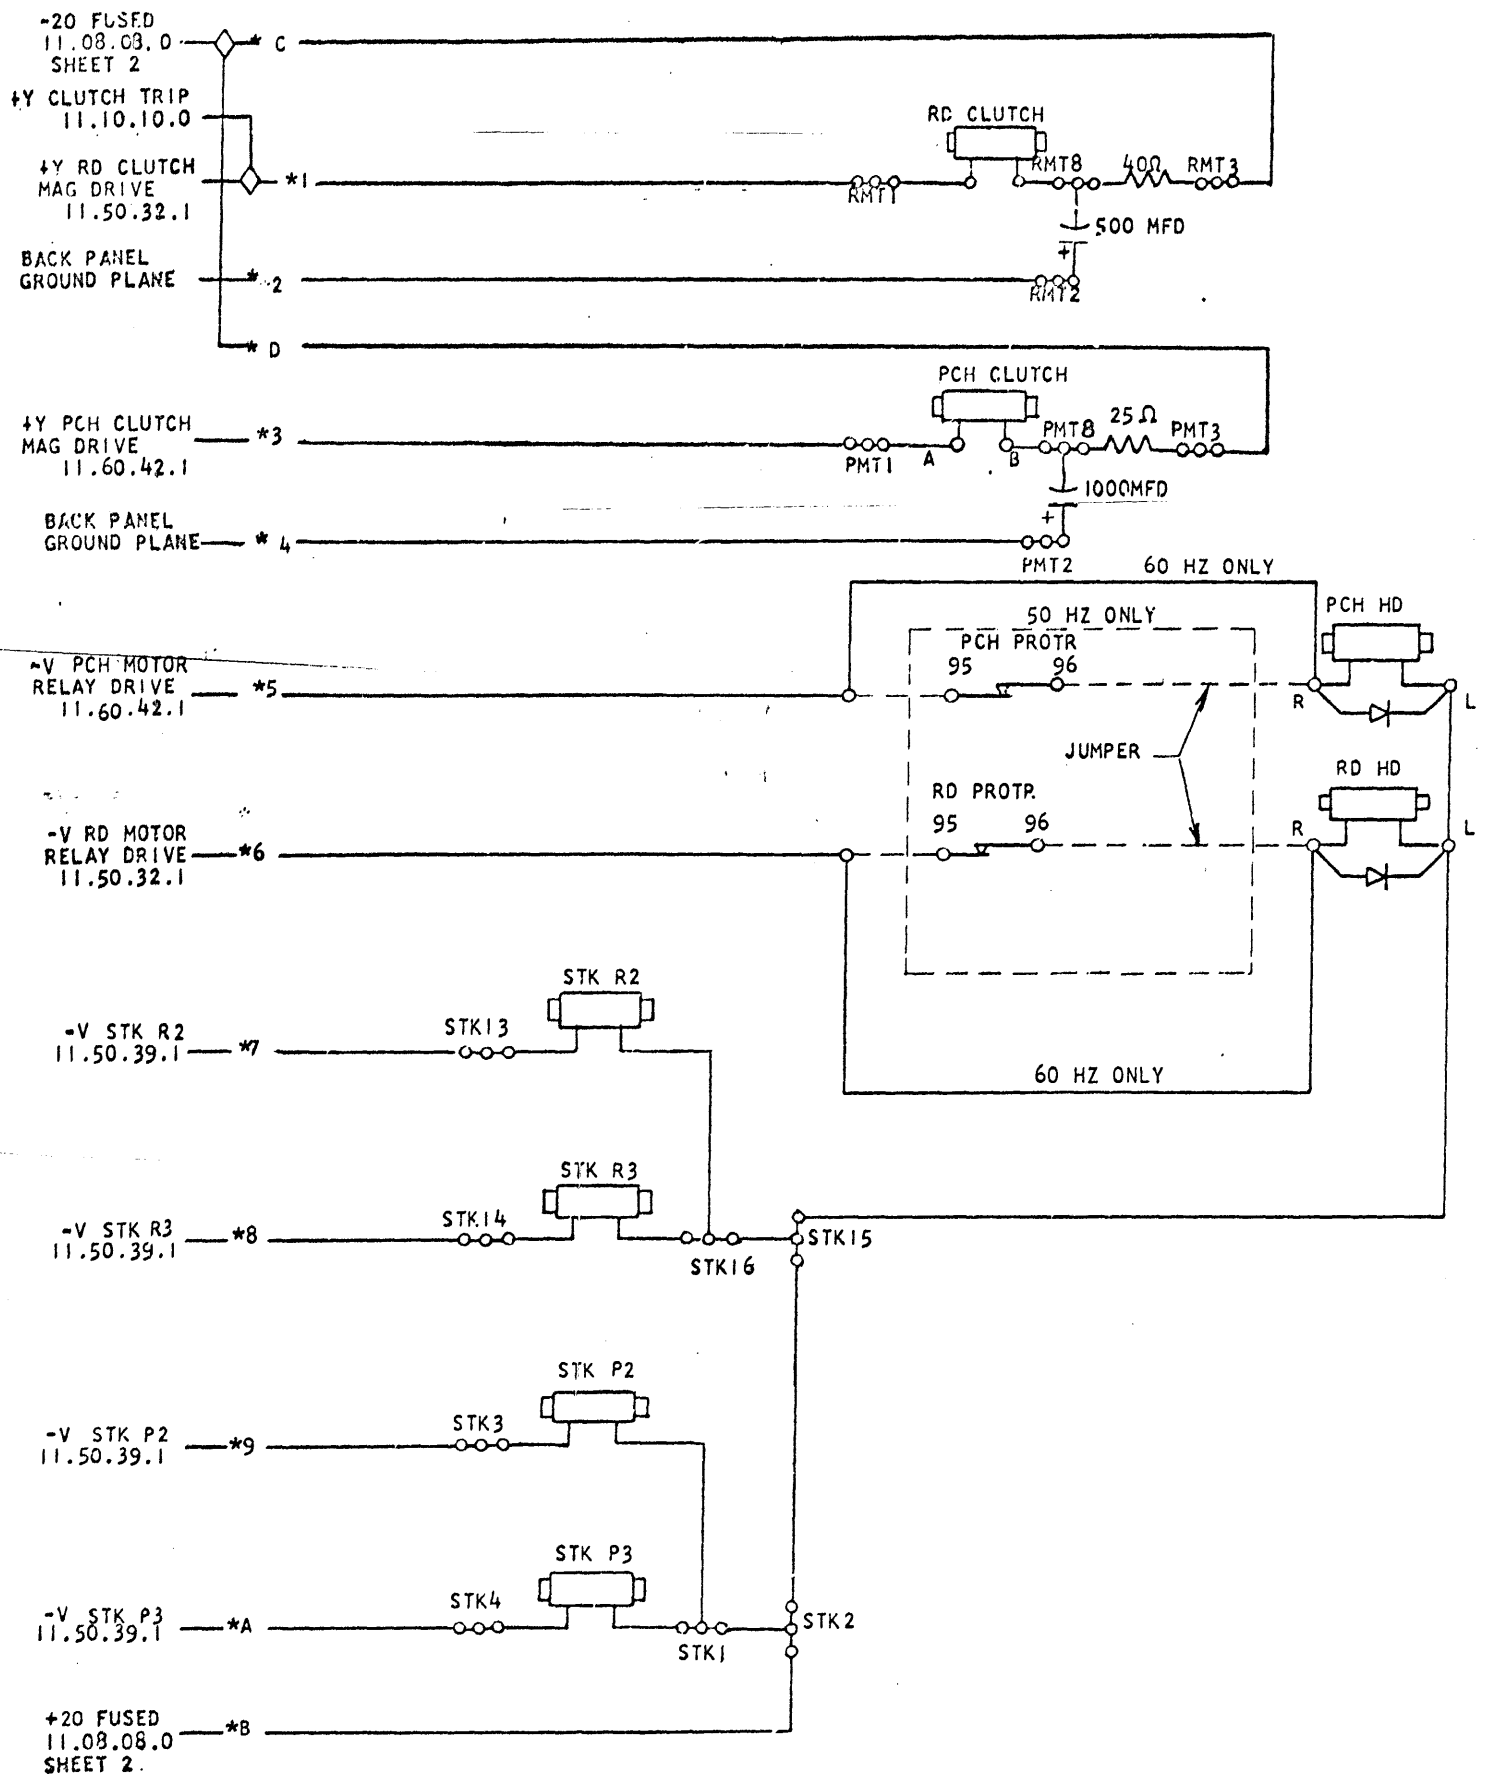 -20 FUSED
11.08.08.0
SHEET 2
* C
+Y CLUTCH TRIP
11.10.10.0
RD CLUTCH
+Y RD CLUTCH
MAG DRIVE
11.50.32.1
*1
RMT1
RMT8
40Ω
RMT3
500 MFD
+
BACK PANEL
GROUND PLANE
* 2
RMT2
* D
PCH CLUTCH
+Y PCH CLUTCH
MAG DRIVE
11.60.42.1
*3
PMT1
A
B
PMT8
25Ω
PMT3
1000MFD
+
BACK PANEL
GROUND PLANE
* 4
PMT2
60 HZ ONLY
50 HZ ONLY
PCH PROTR
95
96
PCH HD
-V PCH MOTOR
RELAY DRIVE
11.60.42.1
*5
R
L
JUMPER
RD HD
RD PROTR
95
96
-V RD MOTOR
RELAY DRIVE
11.50.32.1
*6
R
L
STK R2
-V STK R2
11.50.39.1
*7
STK13
60 HZ ONLY
STK R3
-V STK R3
11.50.39.1
*8
STK14
STK16
STK15
STK P2
-V STK P2
11.50.39.1
*9
STK3
STK P3
-V STK P3
11.50.39.1
*A
STK4
STK1
STK2
+20 FUSED
11.08.08.0
SHEET 2
*B